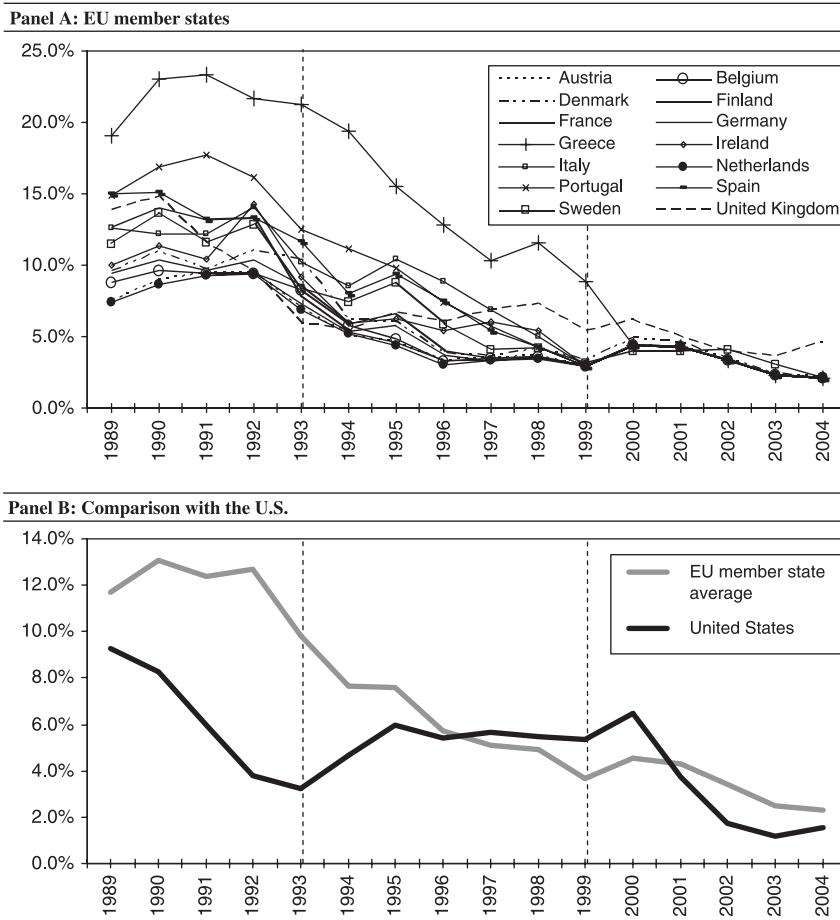 Panel A: EU member states
25.0%
20.0%
15.0%
10.0%
5.0%
0.0%
Austria Belgium
Denmark Finland
France Germany
Greece Ireland
Italy Netherlands
Portugal Spain
Sweden United Kingdom
1989 1990 1991 1992 1993 1994 1995 1996 1997 1998 1999 2000 2001 2002 2003 2004
Panel B: Comparison with the U.S.
14.0%
12.0%
10.0%
8.0%
6.0%
4.0%
2.0%
0.0%
EU member state
average
United States
1989 1990 1991 1992 1993 1994 1995 1996 1997 1998 1999 2000 2001 2002 2003 2004